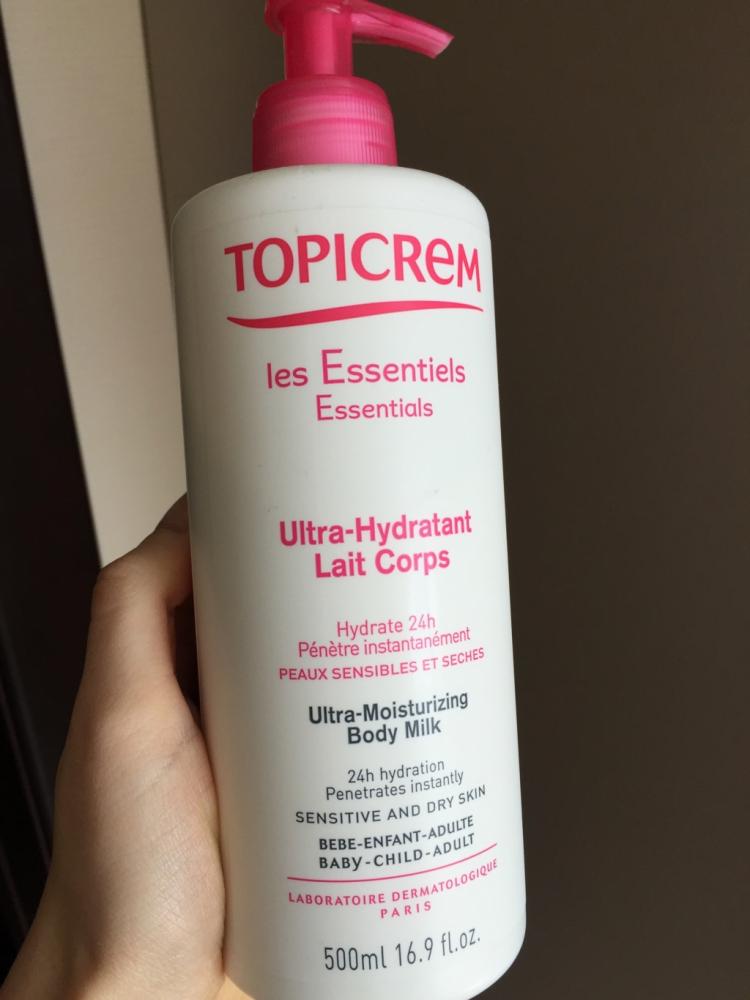 TOPICREM
les Essentiels
Essentials
Ultra-Hydratant
Lait Corps
Hydrate 24h
Pénètre instantanément
PEAUX SENSIBLES ET SECHES
Ultra-Moisturizing
Body Milk
24h hydration
Penetrates instantly
SENSITIVE AND DRY SKIN
BEBE-ENFANT-ADULTE
BABY-CHILD-ADULT
LABORATOIRE DERMATOLOGIQUE
PARIS
500ml 16.9 fl.oz.